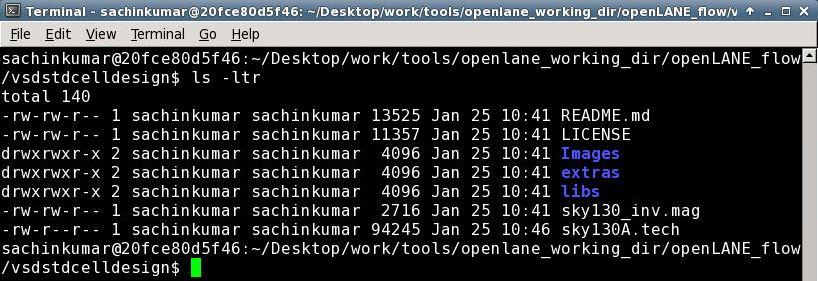 Terminal - sachinkumar@20fce80d5f46: ~/Desktop/work/tools/openlane_working_dir/openLANE_flow/v
File Edit View Terminal Go Help
sachinkumar@20fce80d5f46:~/Desktop/work/tools/openlane_working_dir/openLANE_flow
/vsdstdcelldesign$ ls -ltr
total 140
-rw-rw-r-- 1 sachinkumar sachinkumar 13525 Jan 25 10:41 README.md
-rw-rw-r-- 1 sachinkumar sachinkumar 11357 Jan 25 10:41 LICENSE
drwxrwxr-x 2 sachinkumar sachinkumar  4096 Jan 25 10:41 Images
drwxrwxr-x 2 sachinkumar sachinkumar  4096 Jan 25 10:41 extras
drwxrwxr-x 2 sachinkumar sachinkumar  4096 Jan 25 10:41 libs
-rw-rw-r-- 1 sachinkumar sachinkumar  2716 Jan 25 10:41 sky130_inv.mag
-rw-r--r-- 1 sachinkumar sachinkumar 94245 Jan 25 10:46 sky130A.tech
sachinkumar@20fce80d5f46:~/Desktop/work/tools/openlane_working_dir/openLANE_flow
/vsdstdcelldesign$